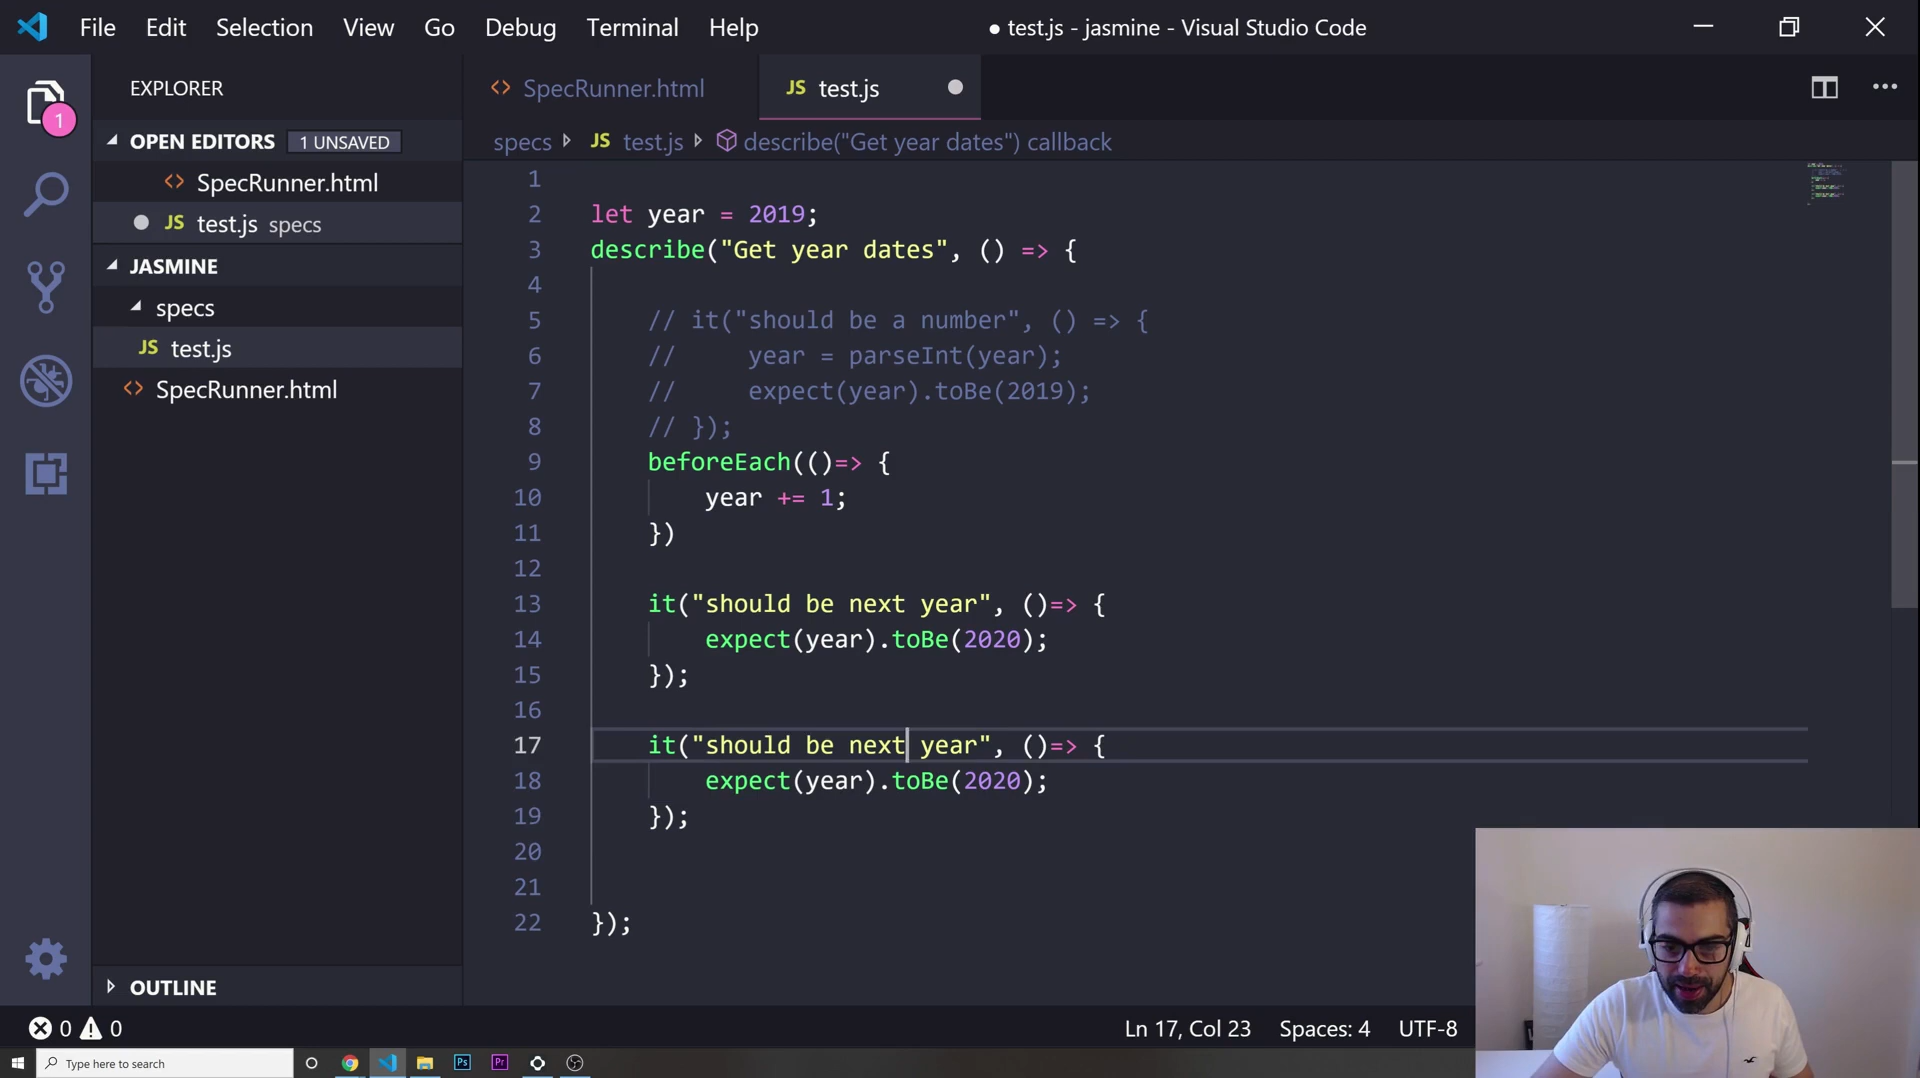 File Edit Selection View Go Debug Terminal Help
● test.js - jasmine - Visual Studio Code
EXPLORER
OPEN EDITORS 1 UNSAVED
SpecRunner.html
JS test.js specs
JASMINE
specs
JS test.js
SpecRunner.html
OUTLINE
1
SpecRunner.html
JS test.js
specs JS test.js describe("Get year dates") callback
1
2 let year = 2019;
3 describe("Get year dates", () => {
4
5 // it("should be a number", () => {
6 // year = parseInt(year);
7 // expect(year).toBe(2019);
8 // });
9 beforeEach(()=> {
10 year += 1;
11 })
12
13 it("should be next year", ()=> {
14 expect(year).toBe(2020);
15 });
16
17 it("should be next year", ()=> {
18 expect(year).toBe(2020);
19 });
20
21
22 });
0 0
Ln 17, Col 23 Spaces: 4 UTF-8
Type here to search
Ps Pr